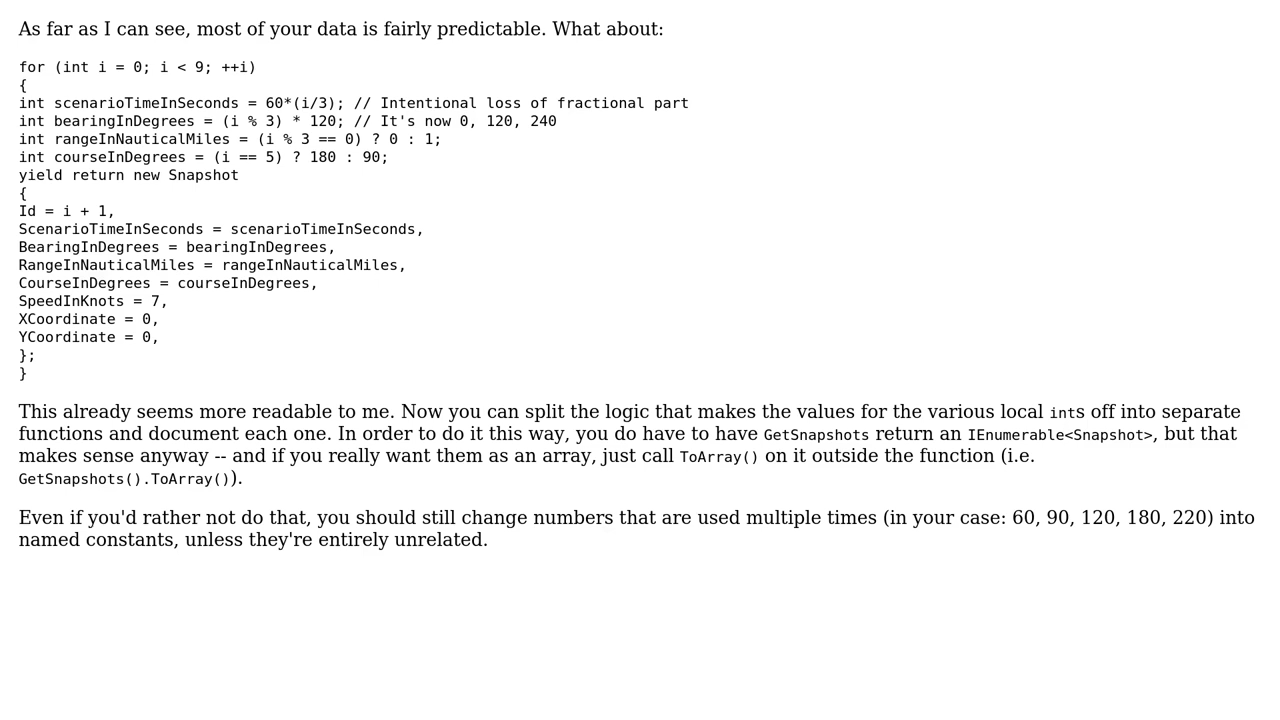 As far as I can see, most of your data is fairly predictable. What about:
for (int i = 0; i < 9; ++i)
{
int scenarioTimeInSeconds = 60*(i/3); // Intentional loss of fractional part
int bearingInDegrees = (i % 3) * 120; // It's now 0, 120, 240
int rangeInNauticalMiles = (i % 3 == 0) ? 0 : 1;
int courseInDegrees = (i == 5) ? 180 : 90;
yield return new Snapshot
{
Id = i + 1,
ScenarioTimeInSeconds = scenarioTimeInSeconds,
BearingInDegrees = bearingInDegrees,
RangeInNauticalMiles = rangeInNauticalMiles,
CourseInDegrees = courseInDegrees,
SpeedInKnots = 7,
XCoordinate = 0,
YCoordinate = 0,
};
}
This already seems more readable to me. Now you can split the logic that makes the values for the various local ints off into separate
functions and document each one. In order to do it this way, you do have to have GetSnapshots return an IEnumerable<Snapshot>, but that
makes sense anyway -- and if you really want them as an array, just call ToArray() on it outside the function (i.e.
GetSnapshots().ToArray()).
Even if you'd rather not do that, you should still change numbers that are used multiple times (in your case: 60, 90, 120, 180, 220) into
named constants, unless they're entirely unrelated.